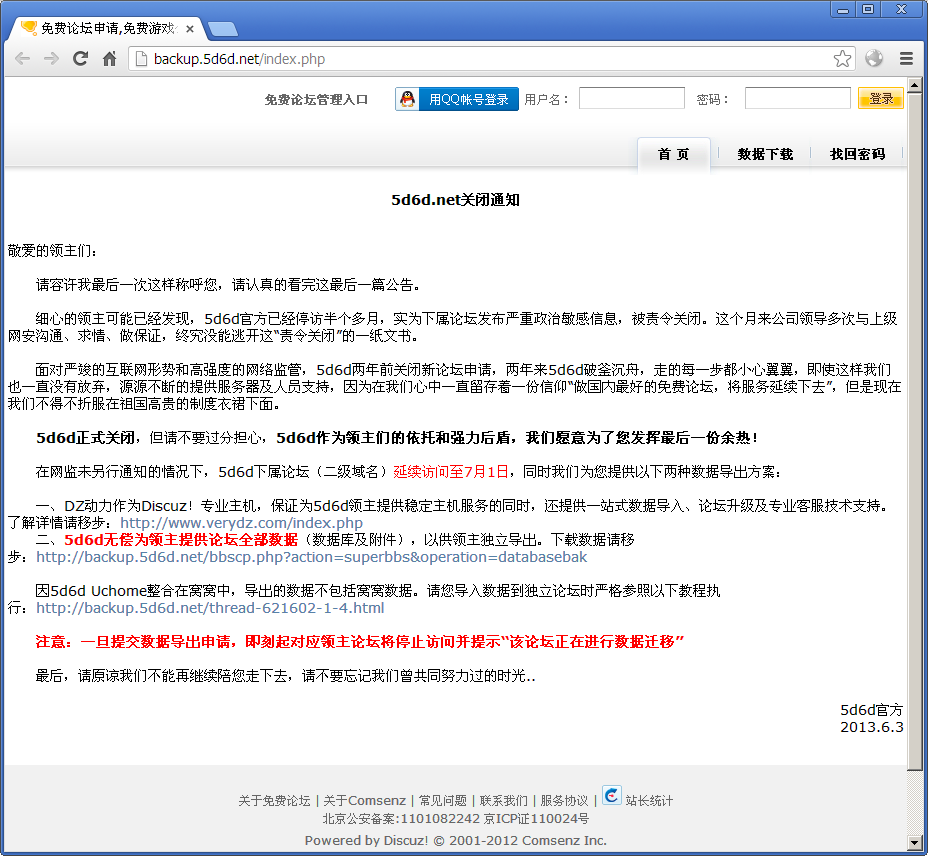 免费论坛申请,免费游戏
backup.5d6d.net/index.php
免费论坛管理入口 用QQ帐号登录 用户名： 密码： 登录
首 页 数据下载 找回密码
5d6d.net关闭通知
敬爱的领主们：
请容许我最后一次这样称呼您，请认真的看完这最后一篇公告。
细心的领主可能已经发现，5d6d官方已经停访半个多月，实为下属论坛发布严重政治敏感信息，被责令关闭。这个月来公司领导多次与上级
网安沟通、求情、做保证，终究没能逃开这“责令关闭”的一纸文书。
面对严竣的互联网形势和高强度的网络监管，5d6d两年前关闭新论坛申请，两年来5d6d破釜沉舟，走的每一步都小心翼翼，即使这样我们
也一直没有放弃，源源不断的提供服务器及人员支持，因为在我们心中一直留存着一份信仰“做国内最好的免费论坛，将服务延续下去”，但是现在
我们不得不折服在祖国高贵的制度衣裙下面。
5d6d正式关闭，但请不要过分担心，5d6d作为领主们的依托和强力后盾，我们愿意为了您发挥最后一份余热！
在网监未另行通知的情况下，5d6d下属论坛（二级域名）延续访问至7月1日，同时我们为您提供以下两种数据导出方案：
一、DZ动力作为Discuz！专业主机，保证为5d6d领主提供稳定主机服务的同时，还提供一站式数据导入、论坛升级及专业客服技术支持。
了解详情请移步：http://www.verydz.com/index.php
二、5d6d无偿为领主提供论坛全部数据（数据库及附件），以供领主独立导出。下载数据请移
步：http://backup.5d6d.net/bbscp.php?action=superbbs&operation=databasebak
因5d6d Uchome整合在窝窝中，导出的数据不包括窝窝数据。请您导入数据到独立论坛时严格参照以下教程执
行：http://backup.5d6d.net/thread-621602-1-4.html
注意：一旦提交数据导出申请，即刻起对应领主论坛将停止访问并提示“该论坛正在进行数据迁移”
最后，请原谅我们不能再继续陪您走下去，请不要忘记我们曾共同努力过的时光..
5d6d官方
2013.6.3
关于免费论坛 | 关于Comsenz | 常见问题 | 联系我们 | 服务协议 | 站长统计
北京公安备案:1101082242 京ICP证110024号
Powered by Discuz! © 2001-2012 Comsenz Inc.